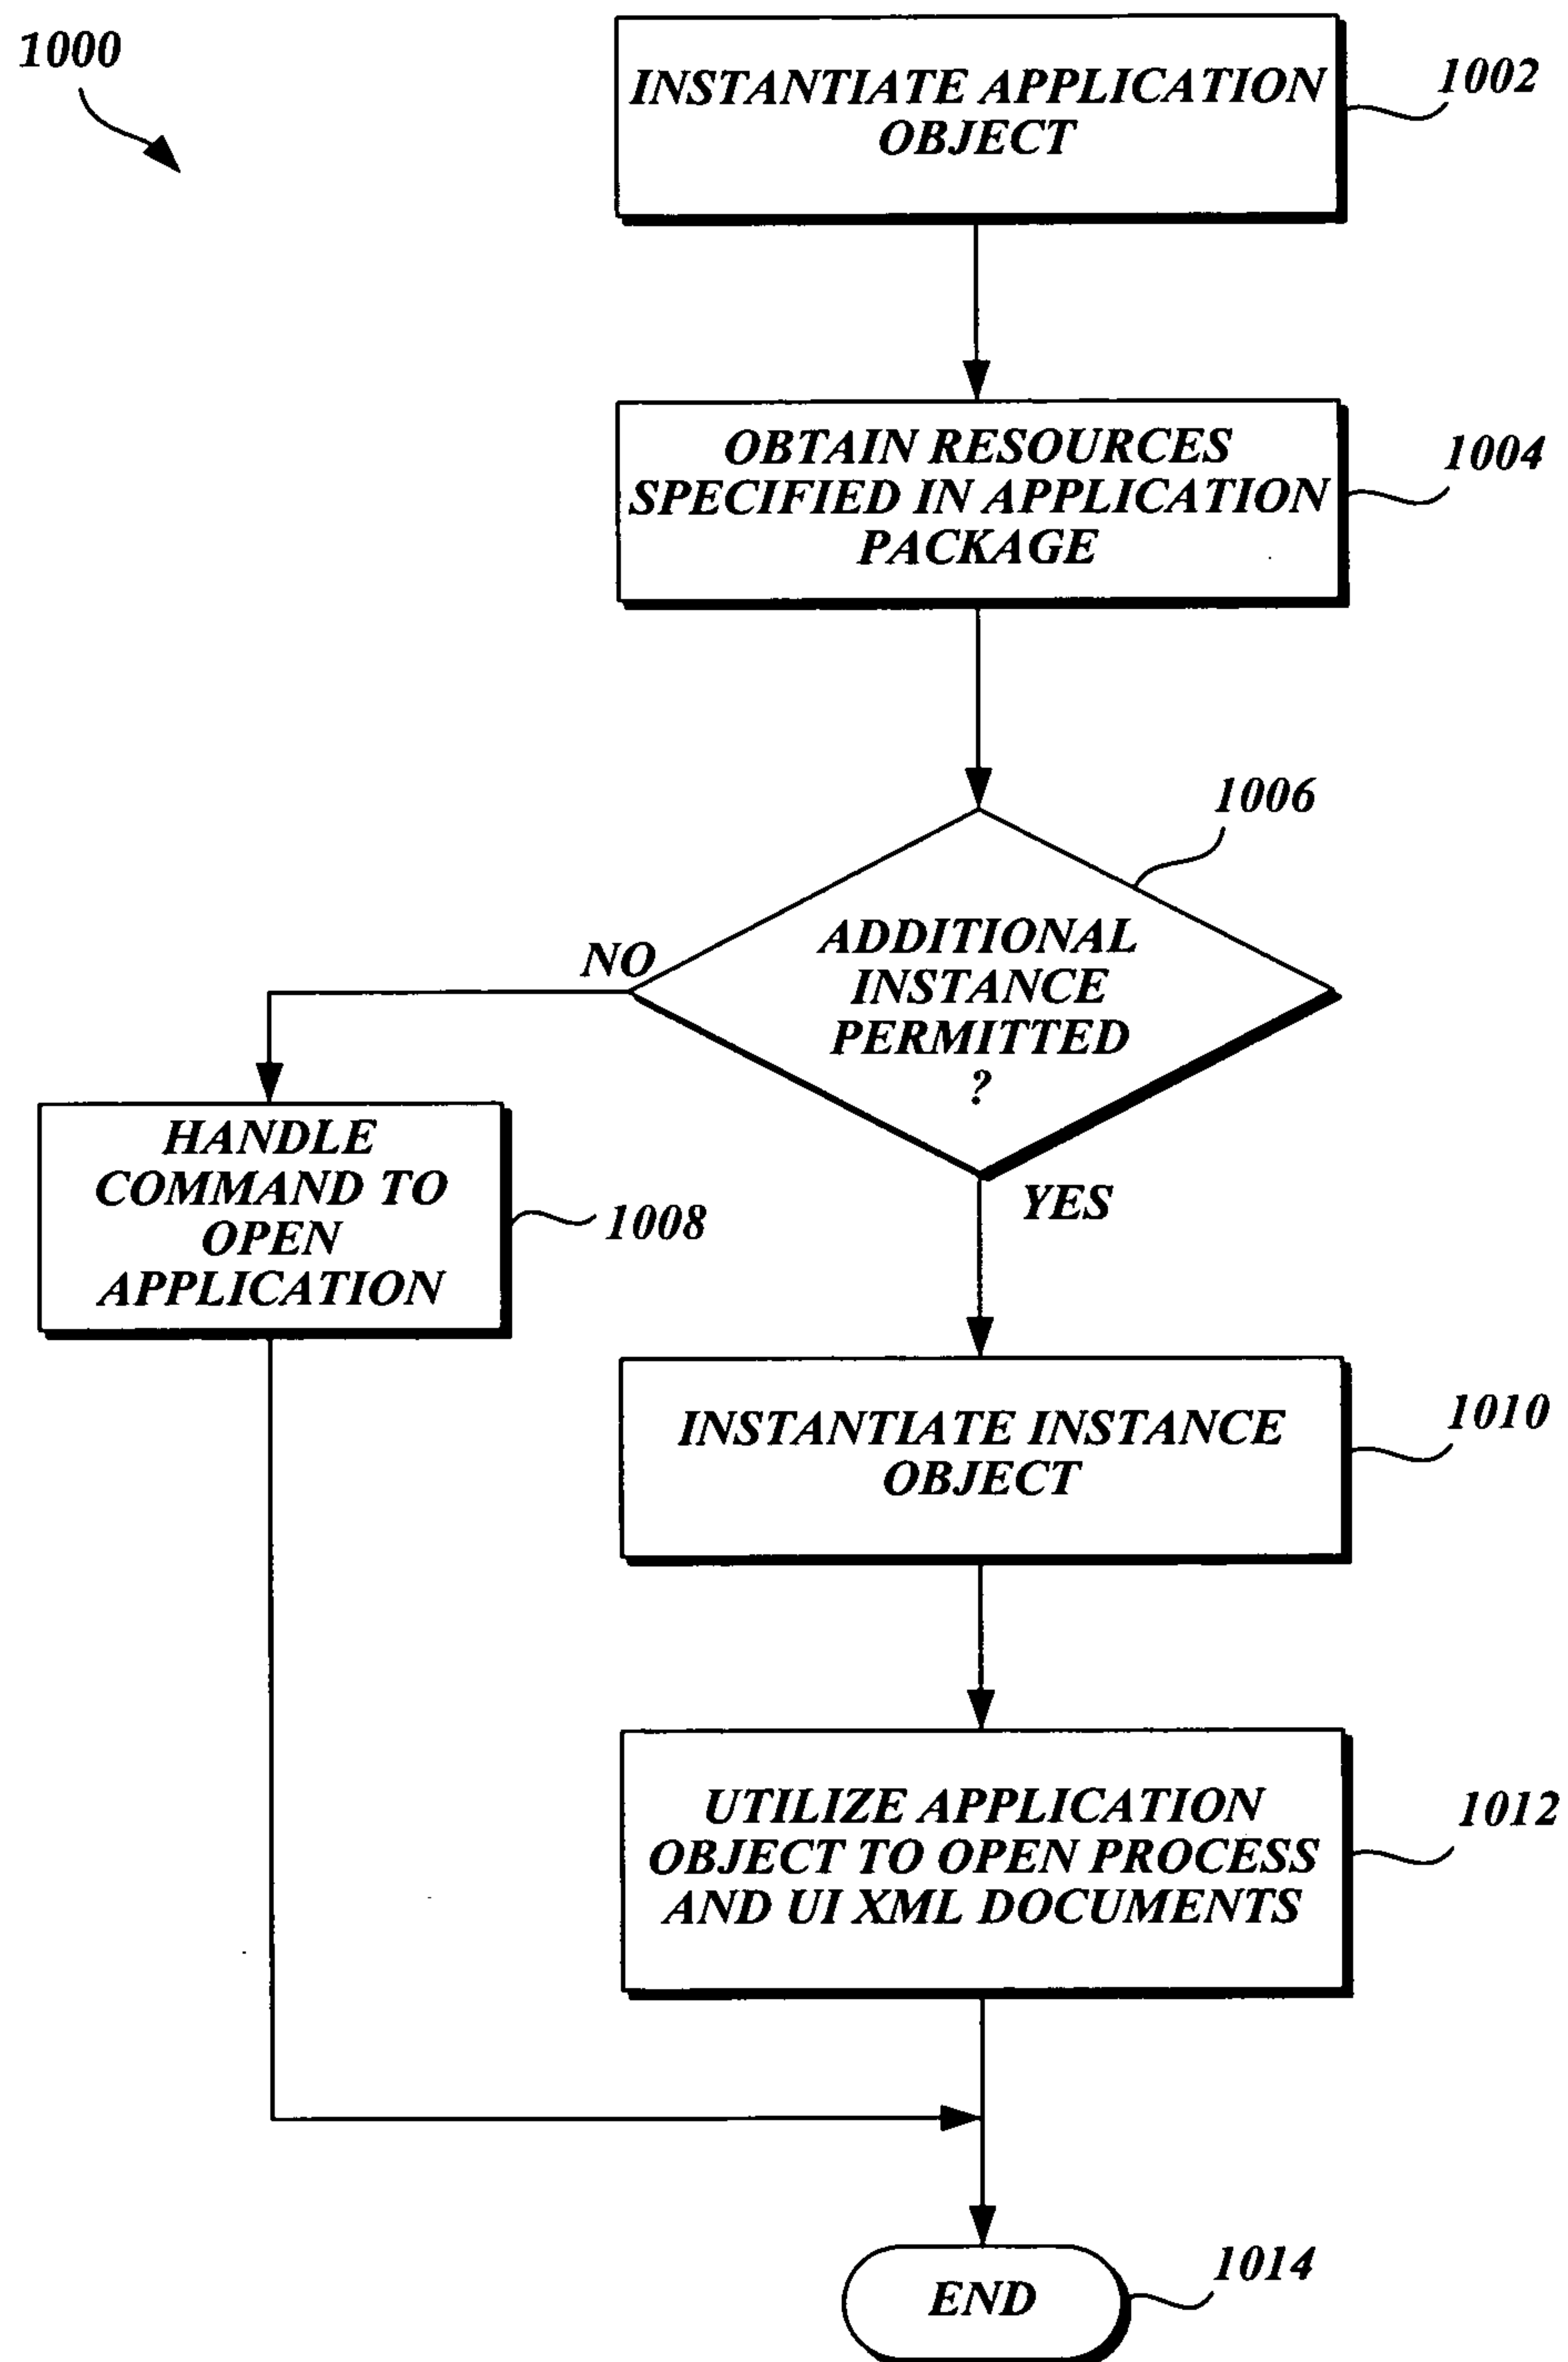 1000
INSTANTIATE APPLICATION
OBJECT
1002
OBTAIN RESOURCES
SPECIFIED IN APPLICATION
PACKAGE
1004
1006
ADDITIONAL
INSTANCE
PERMITTED
?
NO
YES
HANDLE
COMMAND TO
OPEN
APPLICATION
1008
INSTANTIATE INSTANCE
OBJECT
1010
UTILIZE APPLICATION
OBJECT TO OPEN PROCESS
AND UI XML DOCUMENTS
1012
END
1014